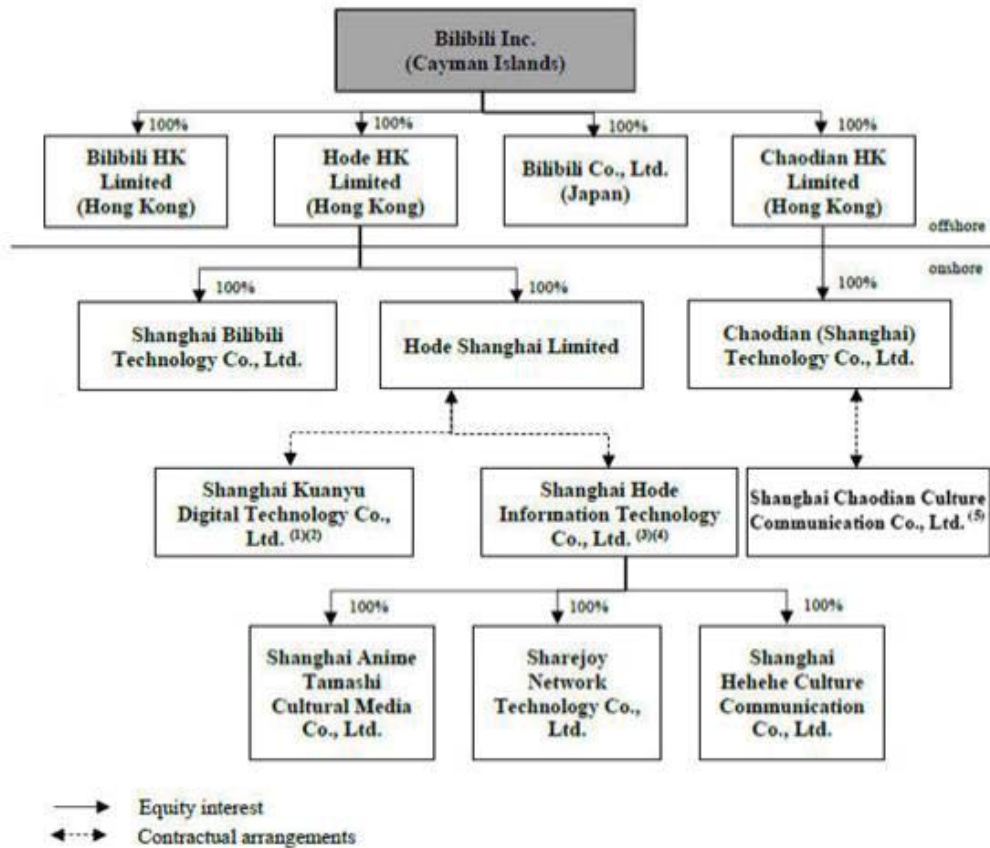 Bilibili Inc.
(Cayman Islands)
100%
100%
100%
100%
Bilibili HK
Limited
(Hong Kong)
Hode HK
Limited
(Hong Kong)
Bilibili Co., Ltd.
(Japan)
Chaodian HK
Limited
(Hong Kong)
offshore
onshore
100%
100%
100%
Shanghai Bilibili
Technology Co., Ltd.
Hode Shanghai Limited
Chaodian (Shanghai)
Technology Co., Ltd.
Shanghai Kuanyu
Digital Technology Co.,
Ltd. (1)(2)
Shanghai Hode
Information Technology
Co., Ltd. (3)(4)
Shanghai Chaodian Culture
Communication Co., Ltd. (5)
100%
100%
100%
Shanghai Anime
Tamashi
Cultural Media
Co., Ltd.
Sharejoy
Network
Technology Co.,
Ltd.
Shanghai
Hehehe Culture
Communication
Co., Ltd.
Equity interest
Contractual arrangements